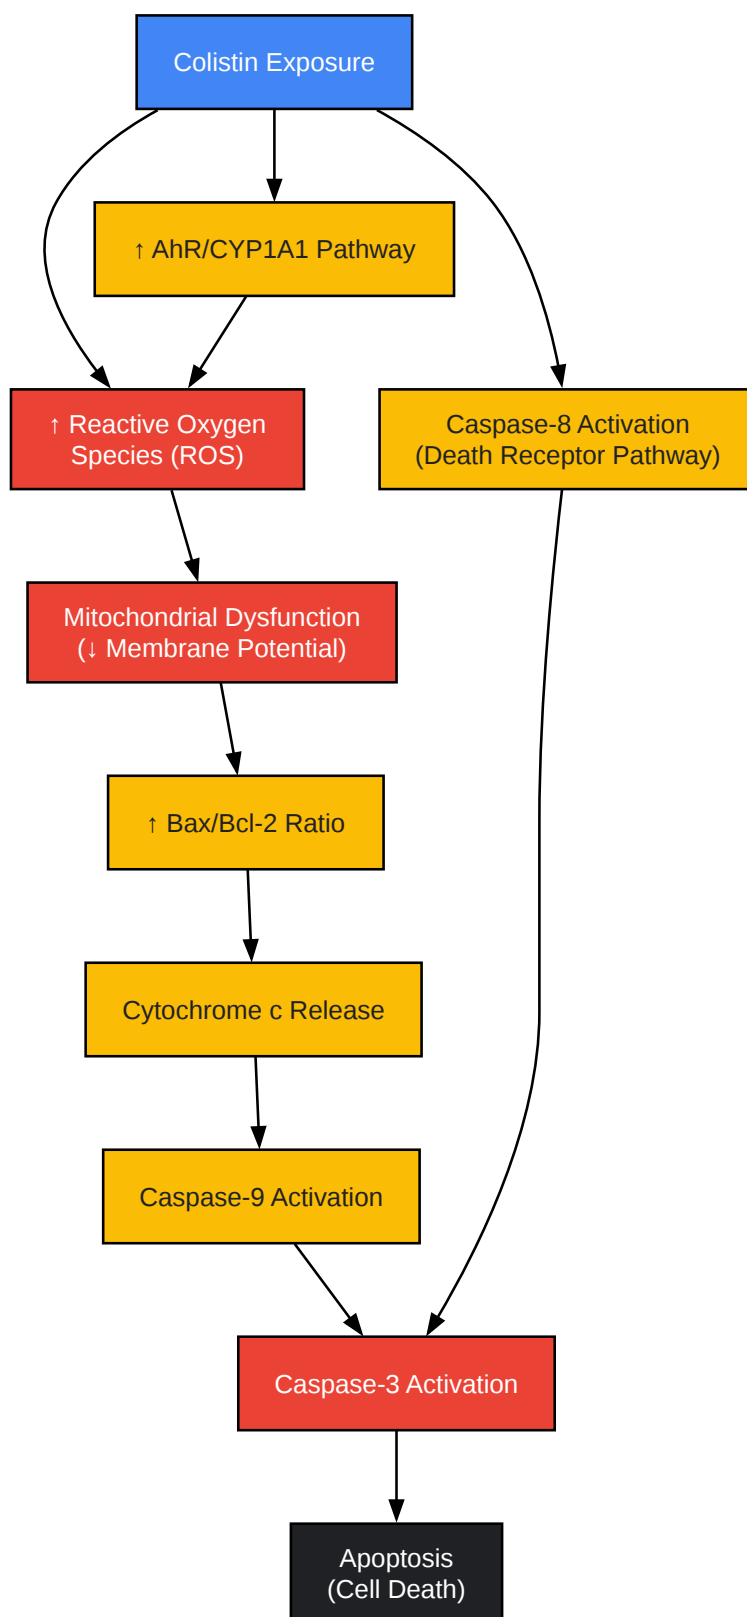 Colistin Exposure
↑ AhR/CYP1A1 Pathway
↑ Reactive Oxygen
Species (ROS)
Caspase-8 Activation
(Death Receptor Pathway)
Mitochondrial Dysfunction
(↓ Membrane Potential)
↑ Bax/Bcl-2 Ratio
Cytochrome c Release
Caspase-9 Activation
Caspase-3 Activation
Apoptosis
(Cell Death)